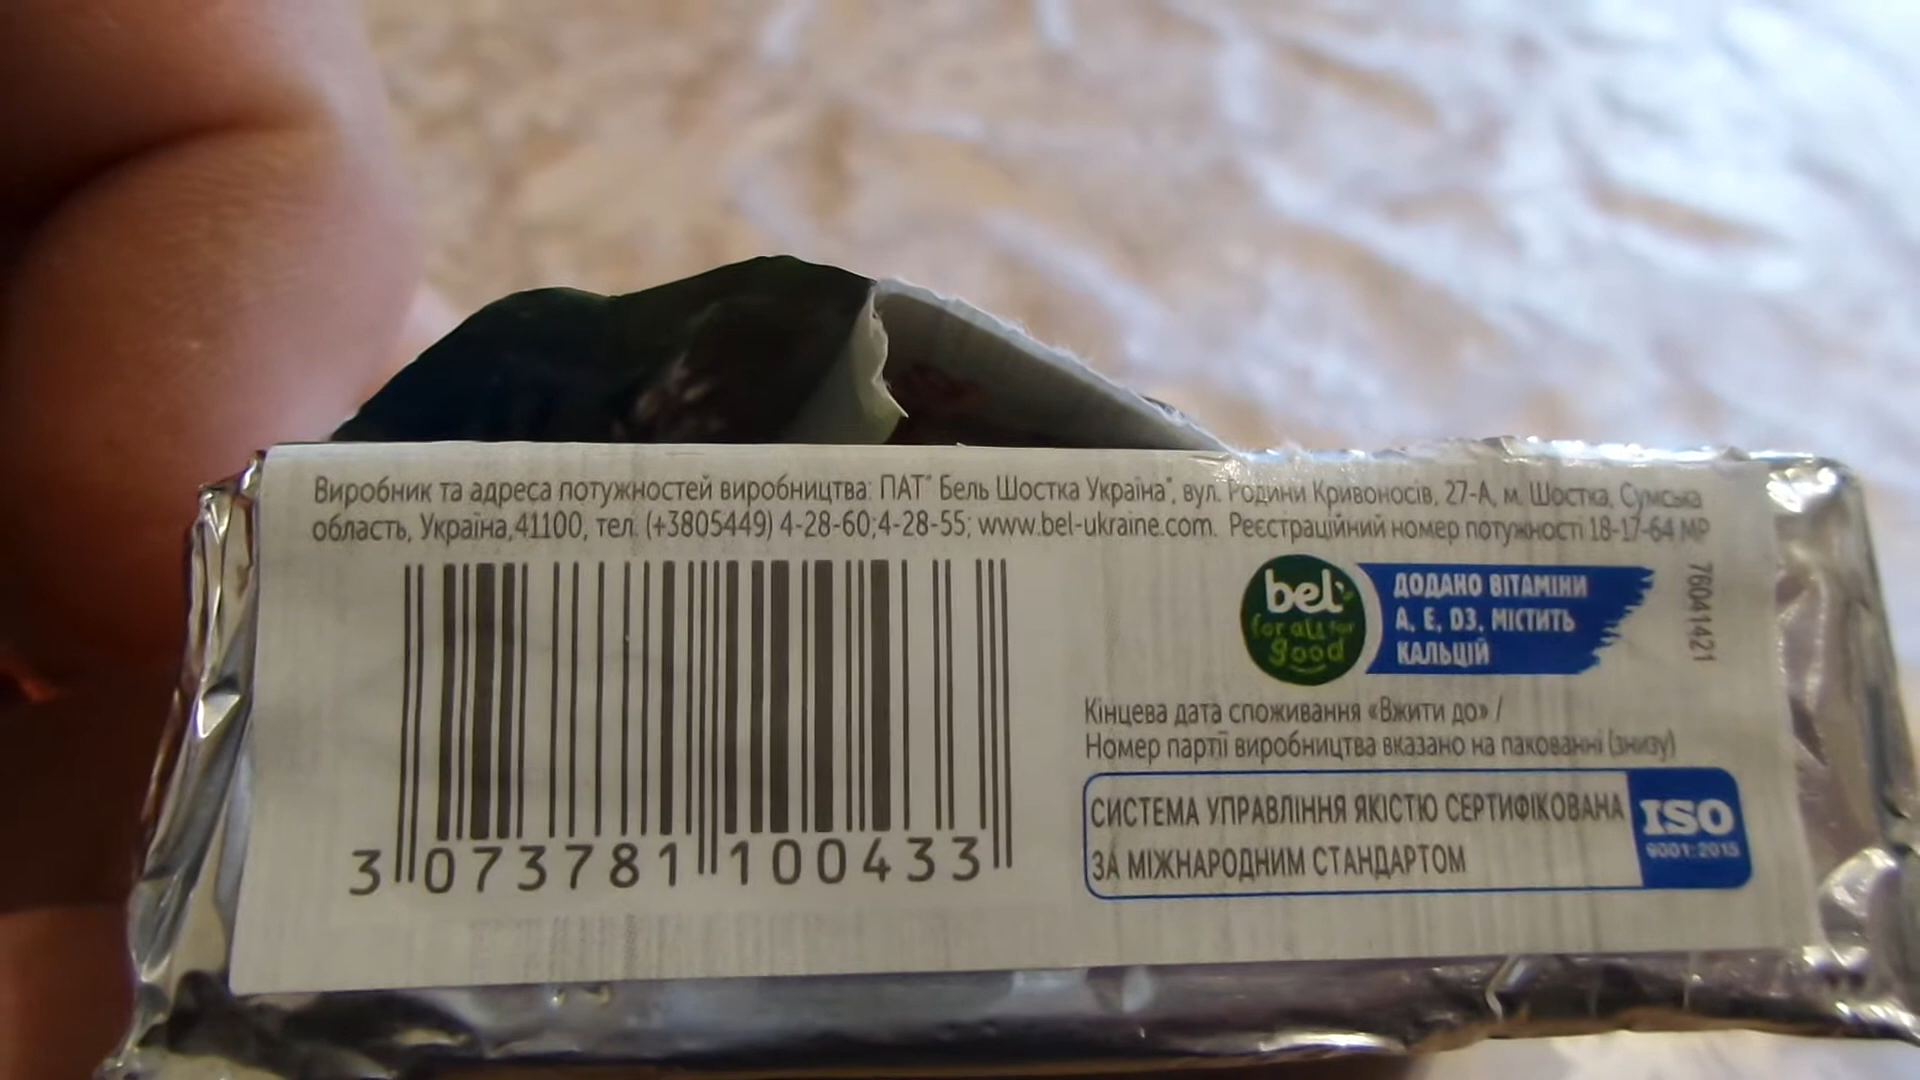 Виробник та адреса потужностей виробництва: ПАТ" Бель Шостка Україна", вул. Родини Кривоносів, 27-А, м. Шостка, Сумська
область, Україна,41100, тел. (+3805449) 4-28-60;4-28-55; www.bel-ukraine.com. Реєстраційний номер потужності 18-17-64 МР
bel
for all for
good
ДОДАНО ВІТАМІНИ
А, Е, D3. МІСТИТЬ
КАЛЬЦІЙ
76041421
Кінцева дата споживання «Вжити до» /
Номер партії виробництва вказано на пакованні (знизу)
СИСТЕМА УПРАВЛІННЯ ЯКІСТЮ СЕРТИФІКОВАНА
ЗА МІЖНАРОДНИМ СТАНДАРТОМ
ISO
9001:2015
3 073781 100433